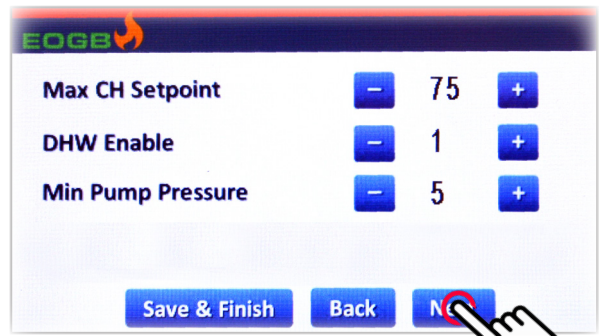 EOGB
Max CH Setpoint - 75 +
DHW Enable - 1 +
Min Pump Pressure - 5 +
Save & Finish Back